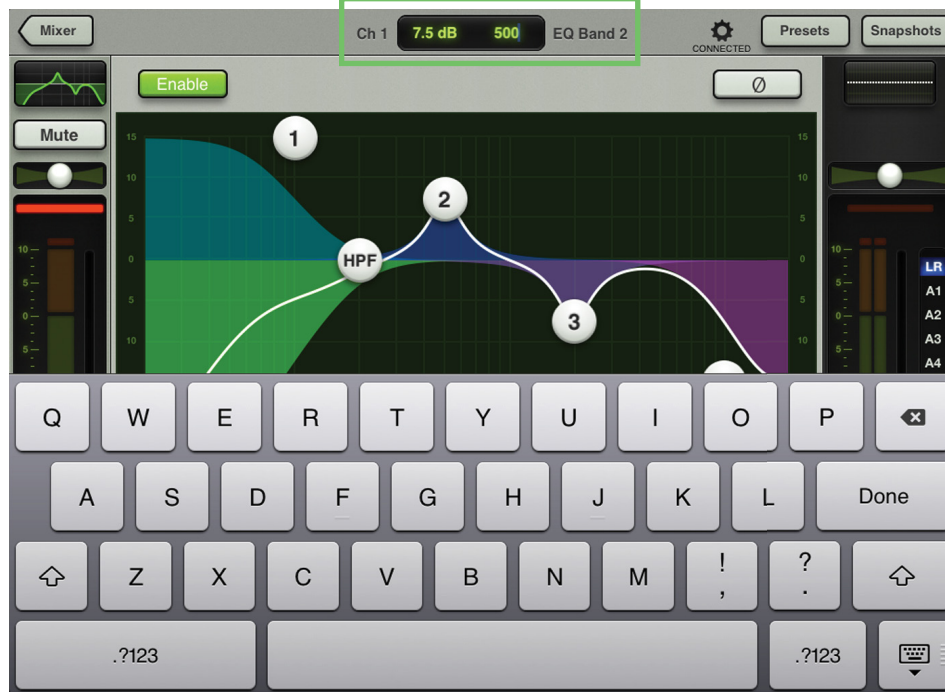 Mixer
Ch 1 7.5 dB 500 EQ Band 2
CONNECTED
Presets
Snapshots
Enable
Ø
Mute
15 15
10 10
5 5
0 0
5 5
10 10
1
2
HPF
3
10
5
0
5
10
5
0
5
LR
A1
A2
A3
A4
Q W E R T Y U I O P
A S D F G H J K L Done
Z X C V B N M ! , ? .
.?123 .?123